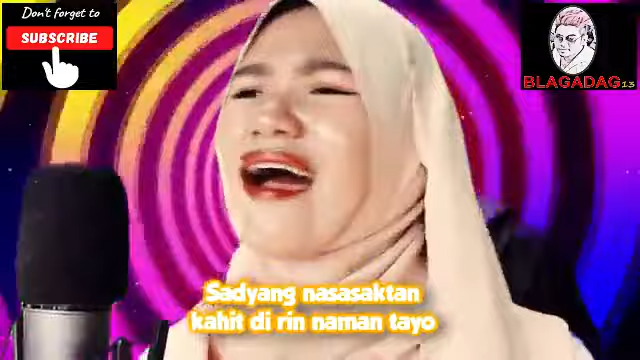 Don't forget to
SUBSCRIBE
BLAGADAG13
Sadyang nasasaktan
kahit di rin naman tayo